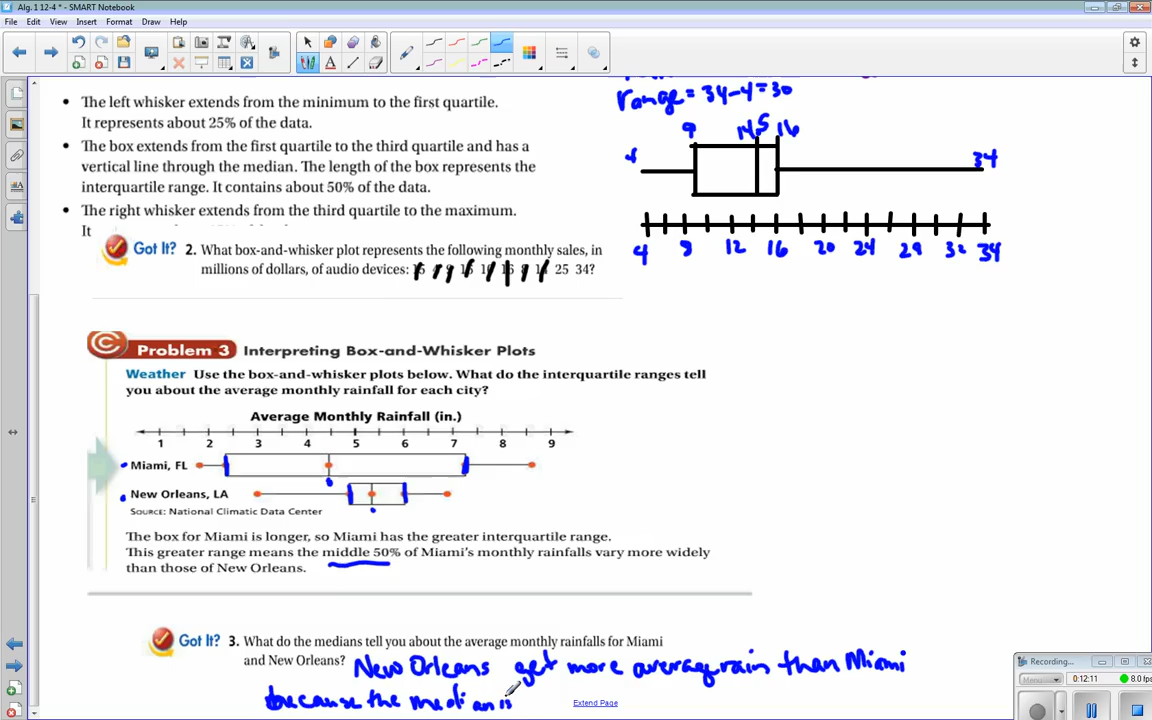 Alg.1 12-4 * - SMART Notebook
File Edit View Insert Format Draw Help
range = 34-4=30
• The left whisker extends from the minimum to the first quartile.
It represents about 25% of the data.
• The box extends from the first quartile to the third quartile and has a
vertical line through the median. The length of the box represents the
interquartile range. It contains about 50% of the data.
• The right whisker extends from the third quartile to the maximum.
It
9 14.5 16
4 34
4 8 12 16 20 24 28 32 34
Got It? 2. What box-and-whisker plot represents the following monthly sales, in
millions of dollars, of audio devices: 25 34?
Problem 3 Interpreting Box-and-Whisker Plots
Weather Use the box-and-whisker plots below. What do the interquartile ranges tell
you about the average monthly rainfall for each city?
Average Monthly Rainfall (in.)
1 2 3 4 5 6 7 8 9
Miami, FL
New Orleans, LA
SOURCE: National Climatic Data Center
The box for Miami is longer, so Miami has the greater interquartile range.
This greater range means the middle 50% of Miami's monthly rainfalls vary more widely
than those of New Orleans.
Got It? 3. What do the medians tell you about the average monthly rainfalls for Miami
and New Orleans? New Orleans get more average rain than Miami
because the median is
Extend Page
Recording...
Menu
0:12:11
8.0 fps